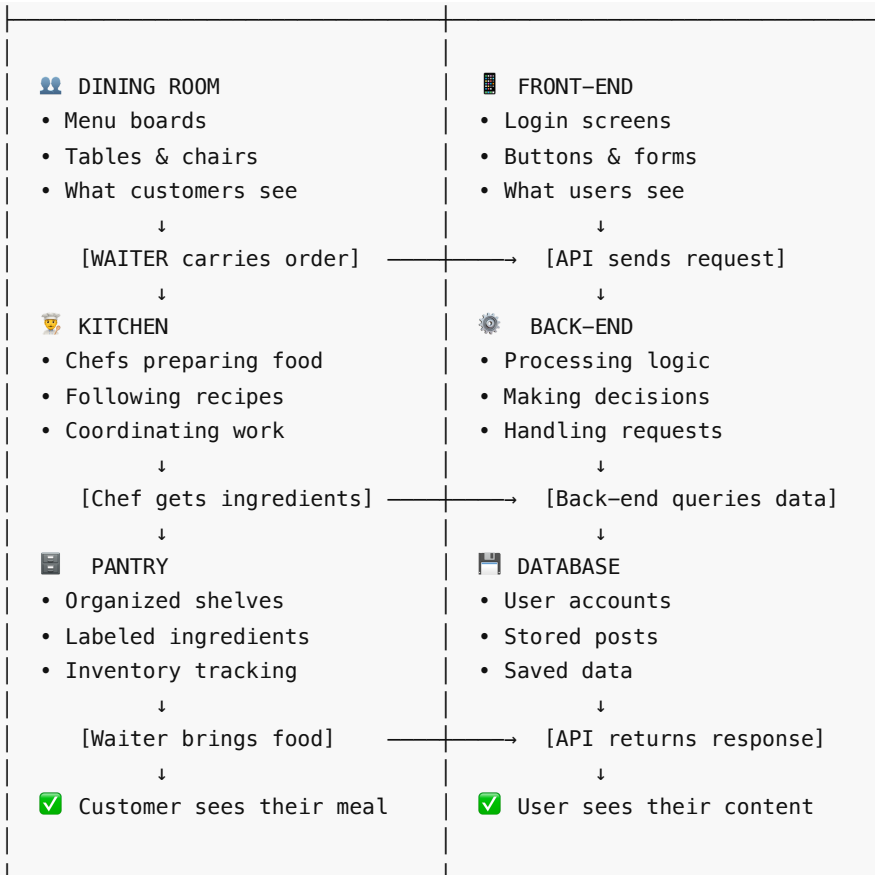 👥 DINING ROOM | 📱 FRONT-END
• Menu boards | • Login screens
• Tables & chairs | • Buttons & forms
• What customers see | • What users see
↓ | ↓
[WAITER carries order] ────┼────→ [API sends request]
↓ | ↓
👨‍🍳 KITCHEN | ⚙️ BACK-END
• Chefs preparing food | • Processing logic
• Following recipes | • Making decisions
• Coordinating work | • Handling requests
↓ | ↓
[Chef gets ingredients] ────┼────→ [Back-end queries data]
↓ | ↓
🗄️ PANTRY | 💾 DATABASE
• Organized shelves | • User accounts
• Labeled ingredients | • Stored posts
• Inventory tracking | • Saved data
↓ | ↓
[Waiter brings food] ────┼────→ [API returns response]
↓ | ↓
✅ Customer sees their meal | ✅ User sees their content